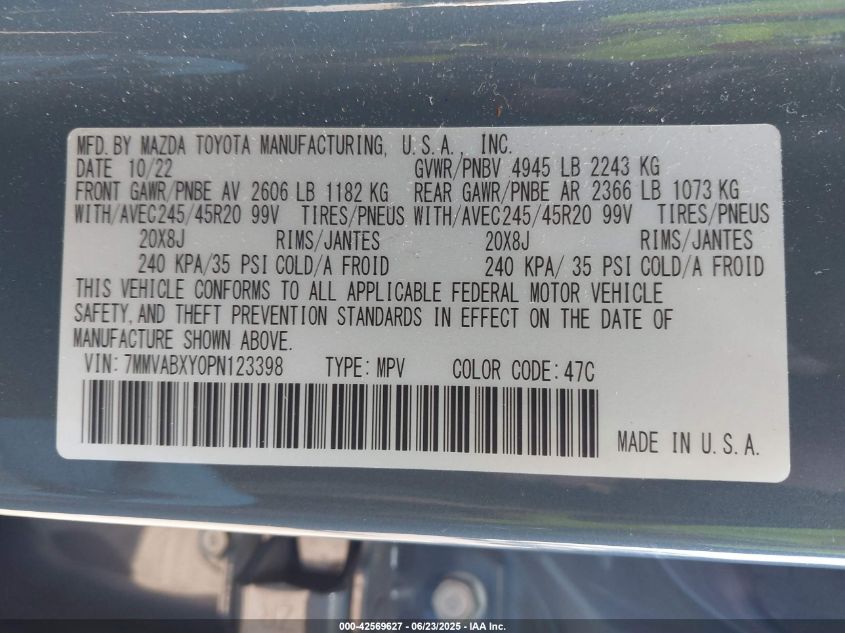 MFD. BY MAZDA TOYOTA MANUFACTURING, U.S.A., INC.
DATE 10/22 GVWR/PNBV 4945 LB 2243 KG
FRONT GAWR/PNBE AV 2606 LB 1182 KG REAR GAWR/PNBE AR 2366 LB 1073 KG
WITH/AVEC245/45R20 99V TIRES/PNEUS WITH/AVEC245/45R20 99V TIRES/PNEUS
20X8J RIMS/JANTES 20X8J RIMS/JANTES
240 KPA/35 PSI COLD/A FROID 240 KPA/ 35 PSI COLD/A FROID
THIS VEHICLE CONFORMS TO ALL APPLICABLE FEDERAL MOTOR VEHICLE
SAFETY, AND THEFT PREVENTION STANDARDS IN EFFECT ON THE DATE OF
MANUFACTURE SHOWN ABOVE.
VIN: 7MMVABXY0PN123398 TYPE: MPV COLOR CODE: 47C
MADE IN U.S.A.
000-42569627 - 06/23/2025 - IAA Inc.